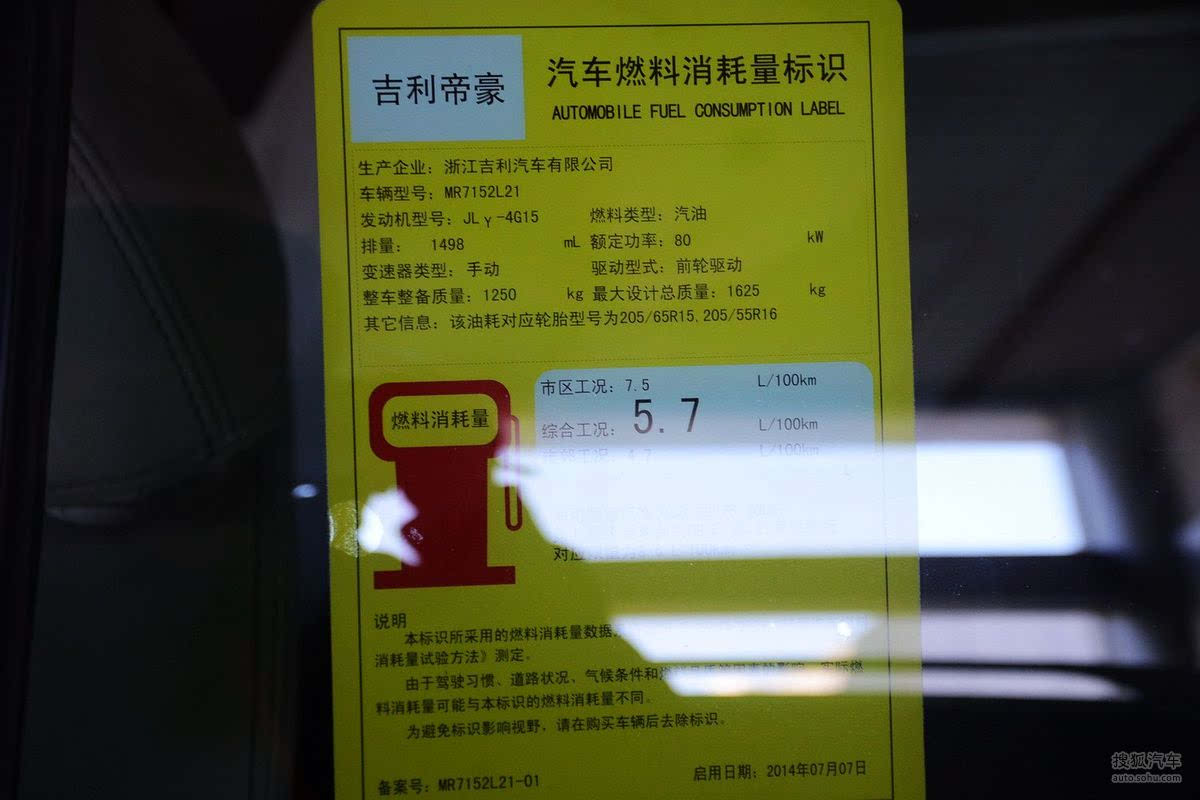 吉利帝豪
汽车燃料消耗量标识
AUTOMOBILE FUEL CONSUMPTION LABEL
生产企业：浙江吉利汽车有限公司
车辆型号：MR7152L21
发动机型号：JLγ-4G15 燃料类型：汽油
排量： 1498 mL 额定功率：80 kW
变速器类型：手动 驱动型式：前轮驱动
整车整备质量：1250 kg 最大设计总质量：1625 kg
其它信息：该油耗对应轮胎型号为205/65R15、205/55R16
燃料消耗量
市区工况：7.5 L/100km
综合工况：5.7 L/100km
市郊工况：4.7 L/100km
对应
说明
本标识所采用的燃料消耗量数据
消耗量试验方法》测定。
由于驾驶习惯、道路状况、气候条件和 实际燃
料消耗量可能与本标识的燃料消耗量不同。
为避免标识影响视野，请在购买车辆后去除标识。
备案号：MR7152L21-01 启用日期：2014年07月07日
搜狐汽车
auto.sohu.com